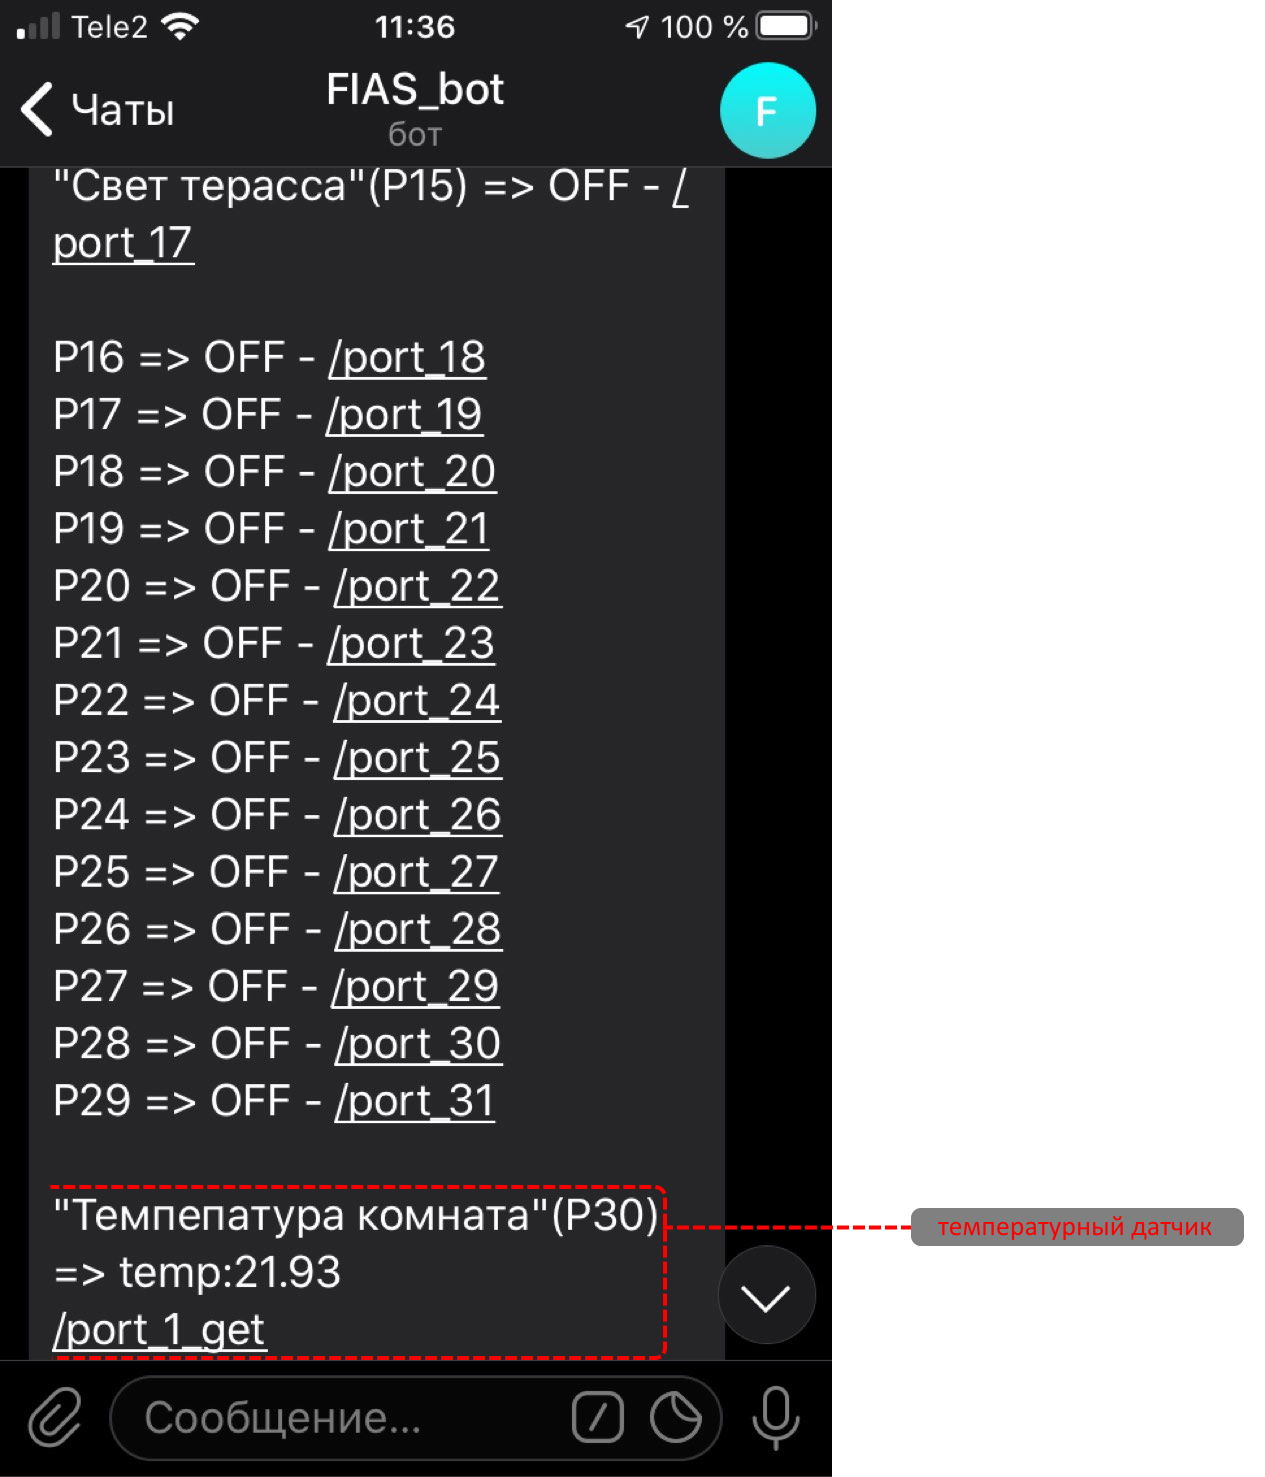 Tele2 11:36 100 %
Чаты FIAS_bot F
бот
"Свет терасса"(P15) => OFF - /
port_17
P16 => OFF - /port_18
P17 => OFF - /port_19
P18 => OFF - /port_20
P19 => OFF - /port_21
P20 => OFF - /port_22
P21 => OFF - /port_23
P22 => OFF - /port_24
P23 => OFF - /port_25
P24 => OFF - /port_26
P25 => OFF - /port_27
P26 => OFF - /port_28
P27 => OFF - /port_29
P28 => OFF - /port_30
P29 => OFF - /port_31
"Темпепатура комната"(P30)
=> temp:21.93
/port_1_get
температурный датчик
Сообщение...